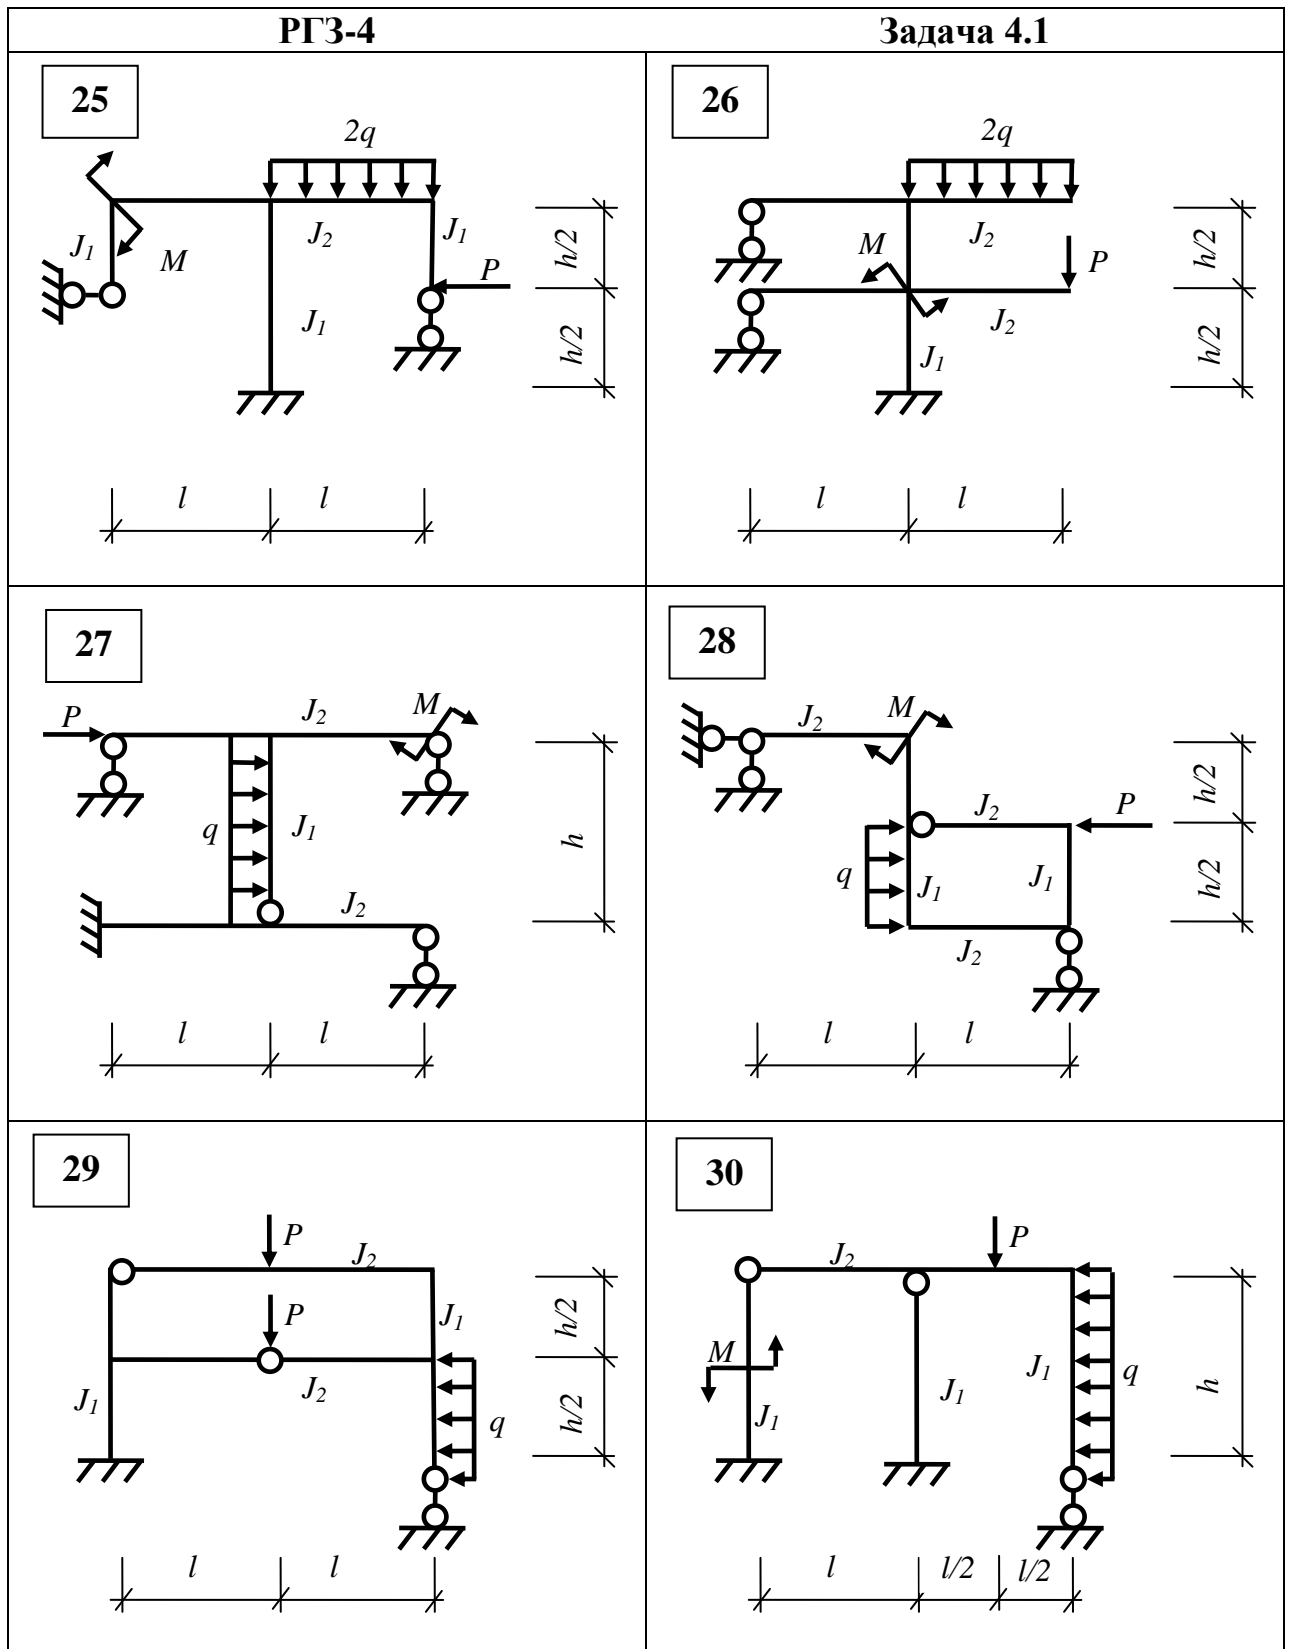 РГЗ-4 Задача 4.1
25
2q
J1 M J2 J1
P
J1
h/2
h/2
l l
26
2q
M J2
P
J2
J1
h/2
h/2
l l
27
P J2 M
q J1
J2
h
l l
28
J2 M
J2 P
q J1 J1
J2
h/2
h/2
l l
29
P J2
P J1
J2
J1 q
h/2
h/2
l l
30
J2 P
M J1 q
J1 J1
h
l l/2 l/2